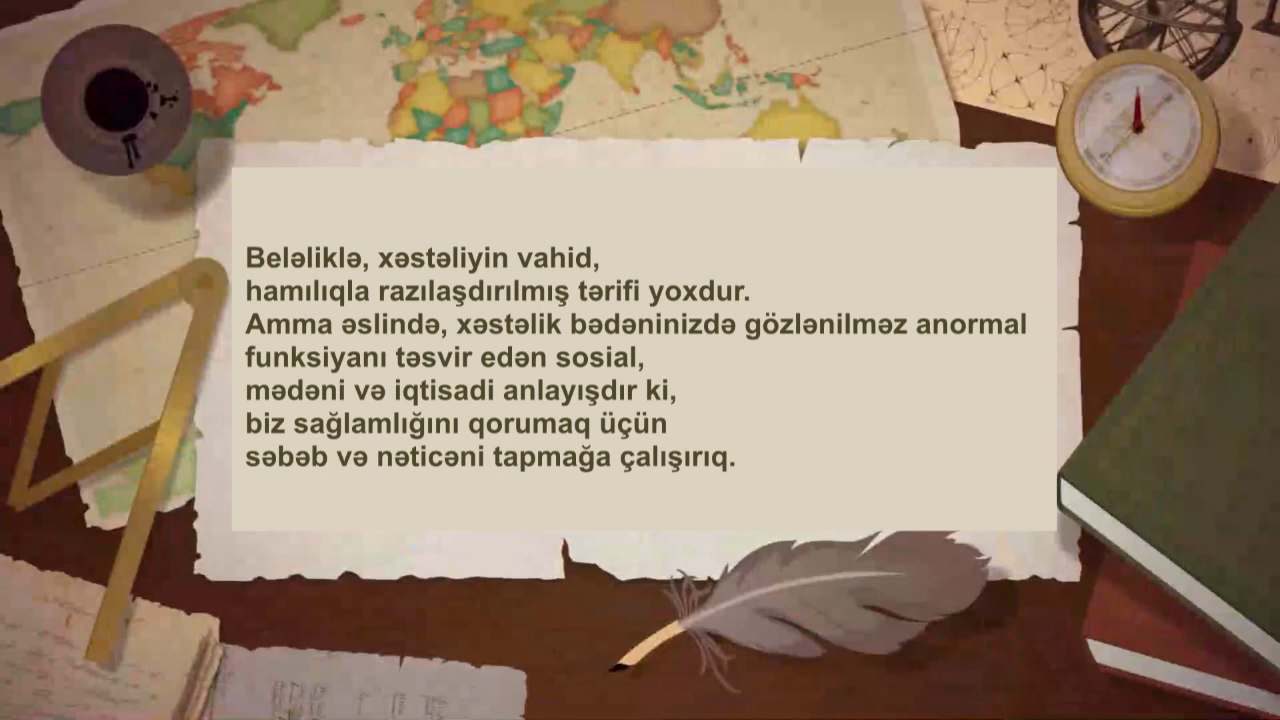 Beləliklə, xəstəliyin vahid,
hamılıqla razılaşdırılmış tərifi yoxdur.
Amma əslində, xəstəlik bədəninizdə gözlənilməz anormal
funksiyanı təsvir edən sosial,
mədəni və iqtisadi anlayışdır ki,
biz sağlamlığını qorumaq üçün
səbəb və nəticəni tapmağa çalışırıq.